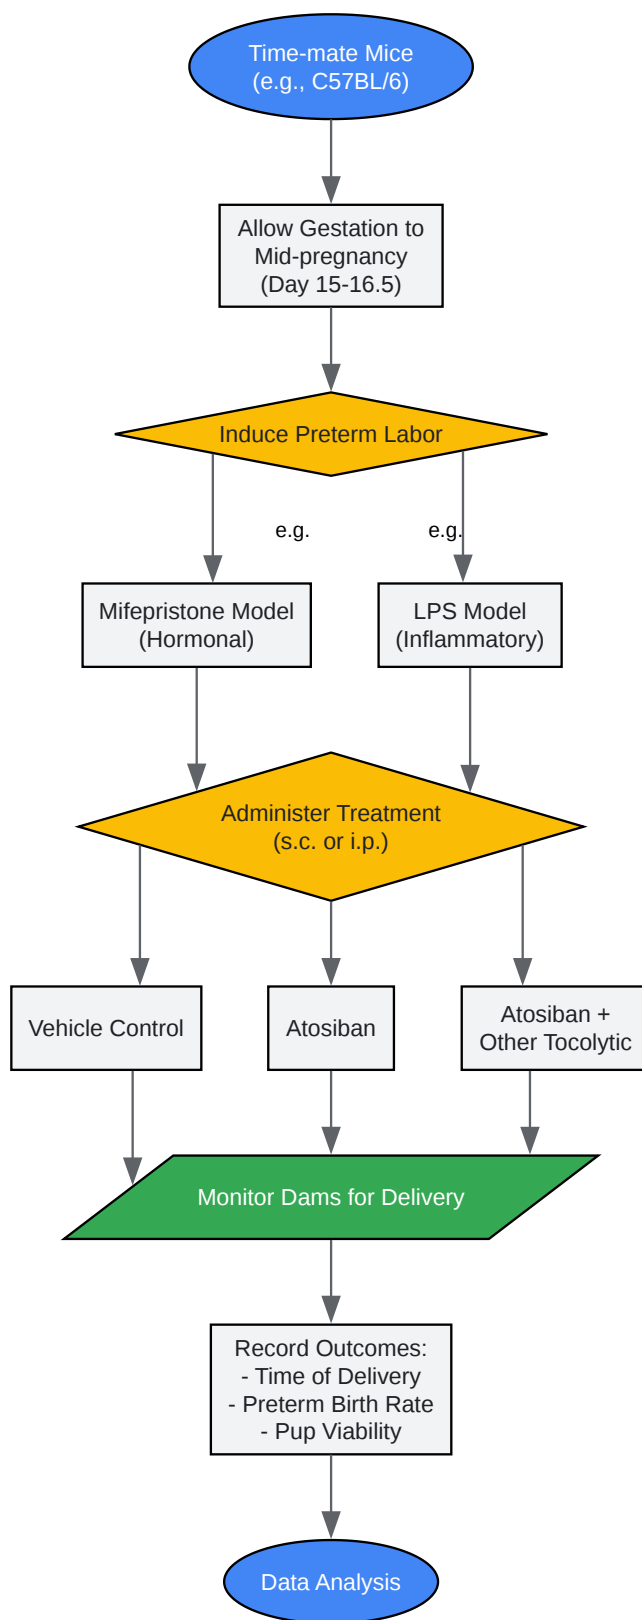 Time-mate Mice
(e.g., C57BL/6)
Allow Gestation to
Mid-pregnancy
(Day 15-16.5)
Induce Preterm Labor
e.g.
e.g.
Mifepristone Model
(Hormonal)
LPS Model
(Inflammatory)
Administer Treatment
(s.c. or i.p.)
Vehicle Control
Atosiban
Atosiban +
Other Tocolytic
Monitor Dams for Delivery
Record Outcomes:
- Time of Delivery
- Preterm Birth Rate
- Pup Viability
Data Analysis